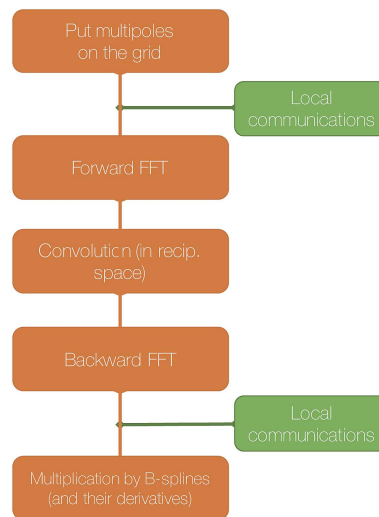 Put multipoles
on the grid
Local
communications
Forward FFT
Convolution (in recip.
space)
Backward FFT
Local
communications
Multiplication by B-splines
(and their derivatives)